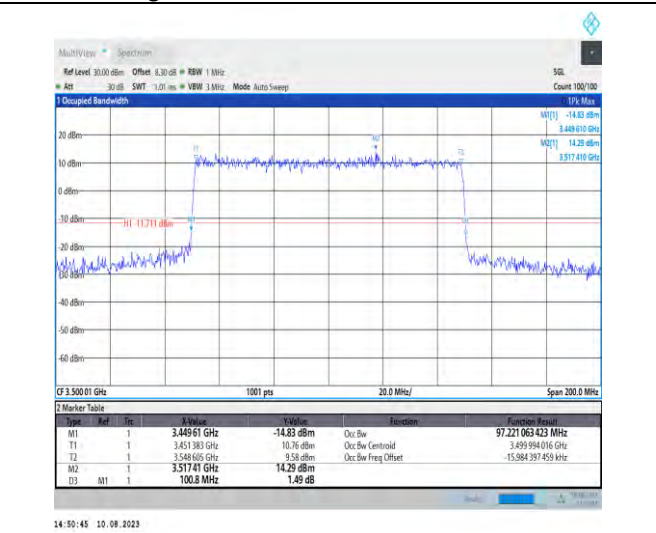 MultiView Spectrum
Ref Level 30.00 dBm Offset 8.30 dB RBW 1 MHz SGL
Att 30 dB SWT 1.01 ms VBW 3 MHz Mode Auto Sweep Count 100/100
1 Occupied Bandwidth 1Pk Max
M1[1] -14.83 dBm
3.449 610 GHz
M2[1] 14.29 dBm
3.517 410 GHz
20 dBm
M2
T1
T2
10 dBm
0 dBm
-10 dBm
H1 -11.711 dBm
-20 dBm
-30 dBm
-40 dBm
-50 dBm
-60 dBm
CF 3.500 01 GHz 1001 pts 20.0 MHz/ Span 200.0 MHz
2 Marker Table
Type Ref Trc X-Value Y-Value Function Function Result
M1 1 3.449 61 GHz -14.83 dBm Occ Bw 97.221 063 423 MHz
T1 1 3.451 383 GHz 10.76 dBm Occ Bw Centroid 3.499 994 016 GHz
T2 1 3.548 605 GHz 9.58 dBm Occ Bw Freq Offset -15.984 397 459 kHz
M2 1 3.517 41 GHz 14.29 dBm
D3 M1 1 100.8 MHz 1.49 dB
14:50:45 10.08.2023